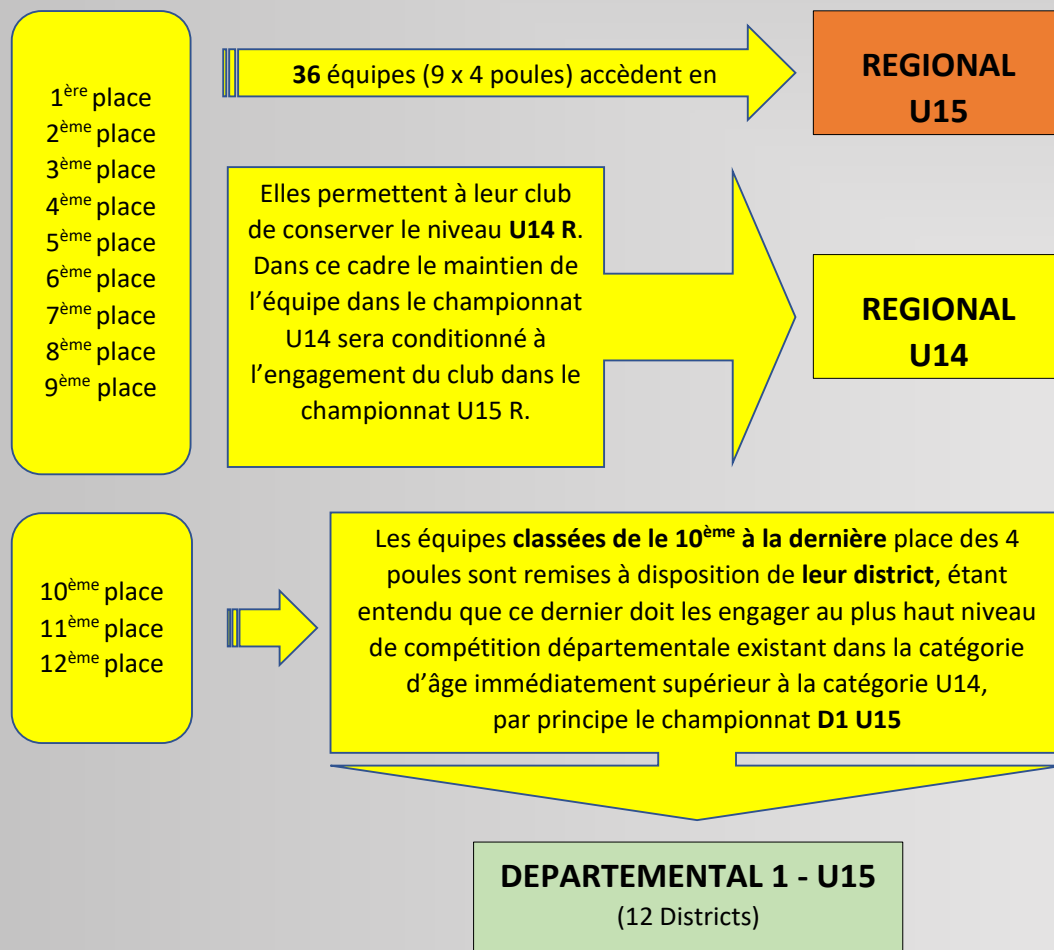 1ère place
2ème place
3ème place
4ème place
5ème place
6ème place
7ème place
8ème place
9ème place
36 équipes (9 x 4 poules) accèdent en
REGIONAL
U15
Elles permettent à leur club
de conserver le niveau U14 R.
Dans ce cadre le maintien de
l'équipe dans le championnat
U14 sera conditionné à
l'engagement du club dans le
championnat U15 R.
REGIONAL
U14
10ème place
11ème place
12ème place
Les équipes classées de le 10ème à la dernière place des 4
poules sont remises à disposition de leur district, étant
entendu que ce dernier doit les engager au plus haut niveau
de compétition départementale existant dans la catégorie
d'âge immédiatement supérieur à la catégorie U14,
par principe le championnat D1 U15
DEPARTEMENTAL 1 - U15
(12 Districts)